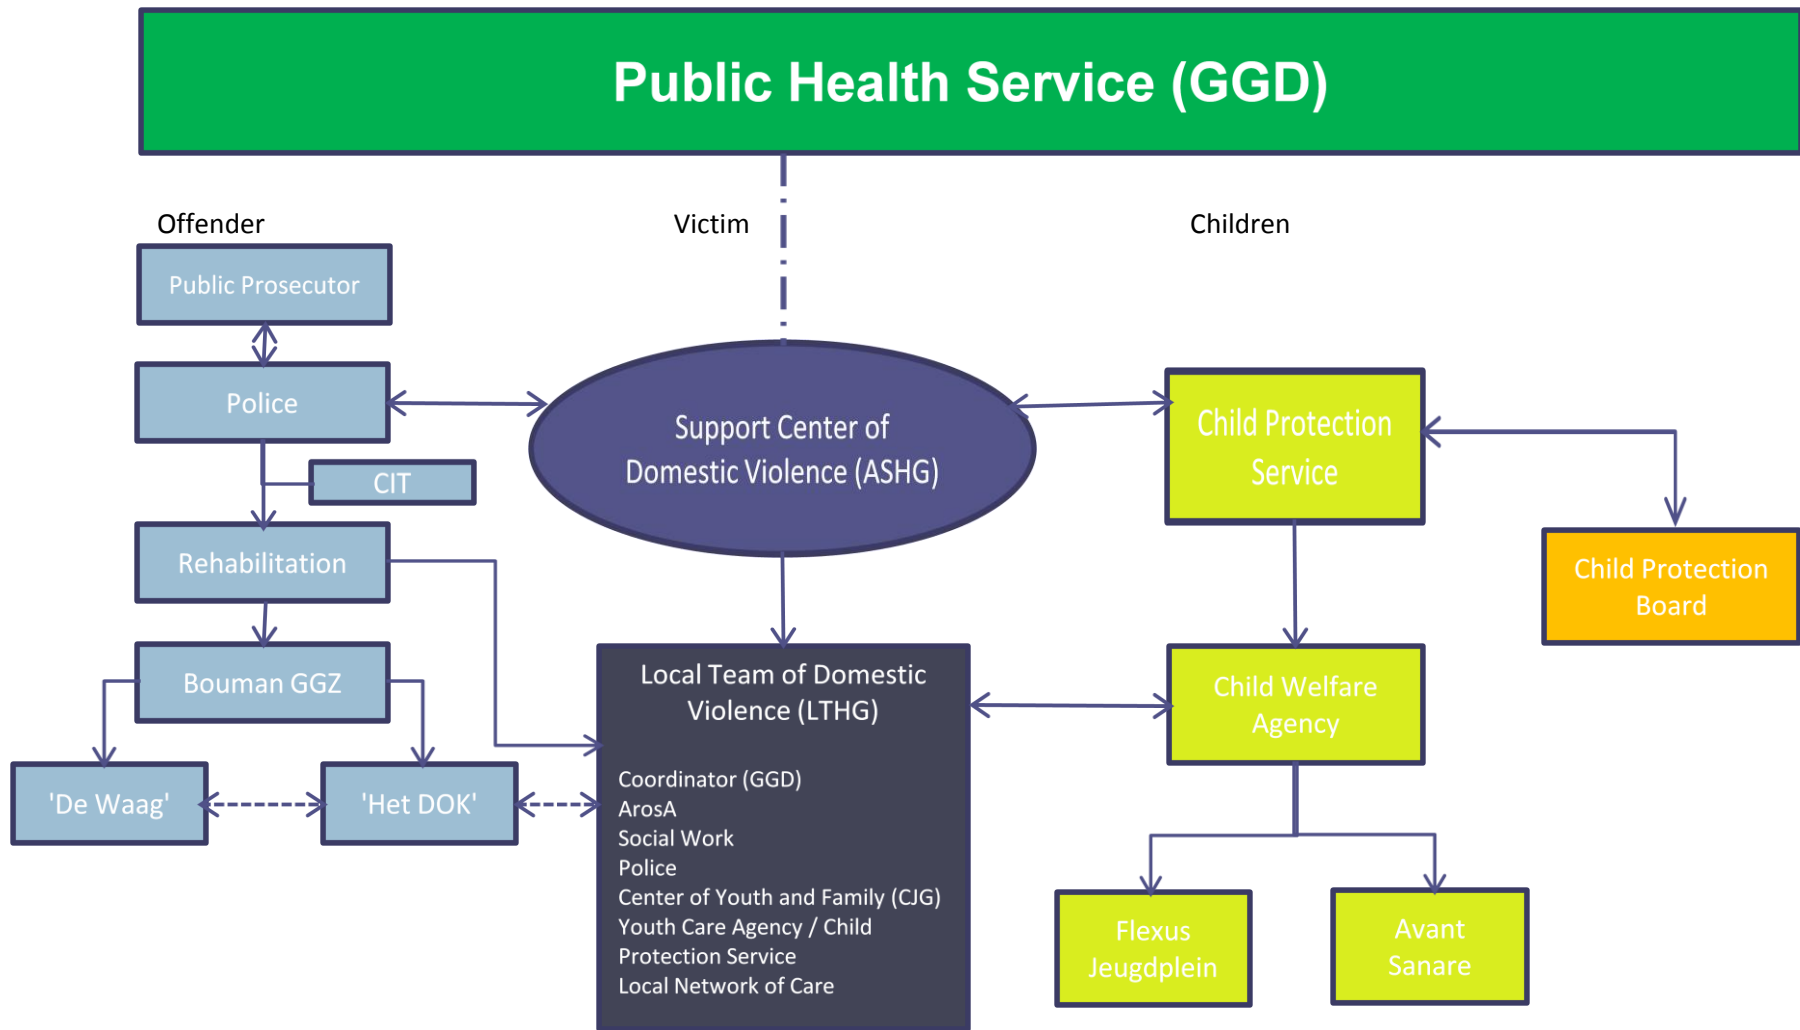 Public Health Service (GGD)
Offender
Victim
Children
Public Prosecutor
Police
CIT
Rehabilitation
Bouman GGZ
'De Waag'
'Het DOK'
Support Center of
Domestic Violence (ASHG)
Local Team of Domestic
Violence (LTHG)
Coordinator (GGD)
ArosA
Social Work
Police
Center of Youth and Family (CJG)
Youth Care Agency / Child
Protection Service
Local Network of Care
Child Protection
Service
Child Protection
Board
Child Welfare
Agency
Flexus
Jeugdplein
Avant
Sanare